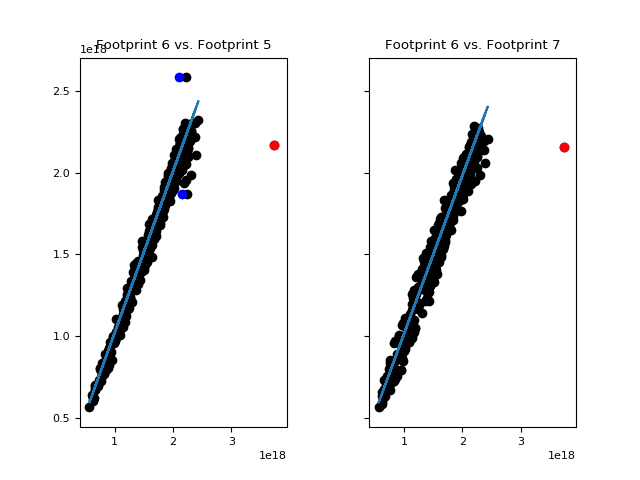 Footprint 6 vs. Footprint 5
Footprint 6 vs. Footprint 7
1e18
2.5
2.0
1.5
1.0
0.5
1 2 3
1 2 3
1e18
1e18